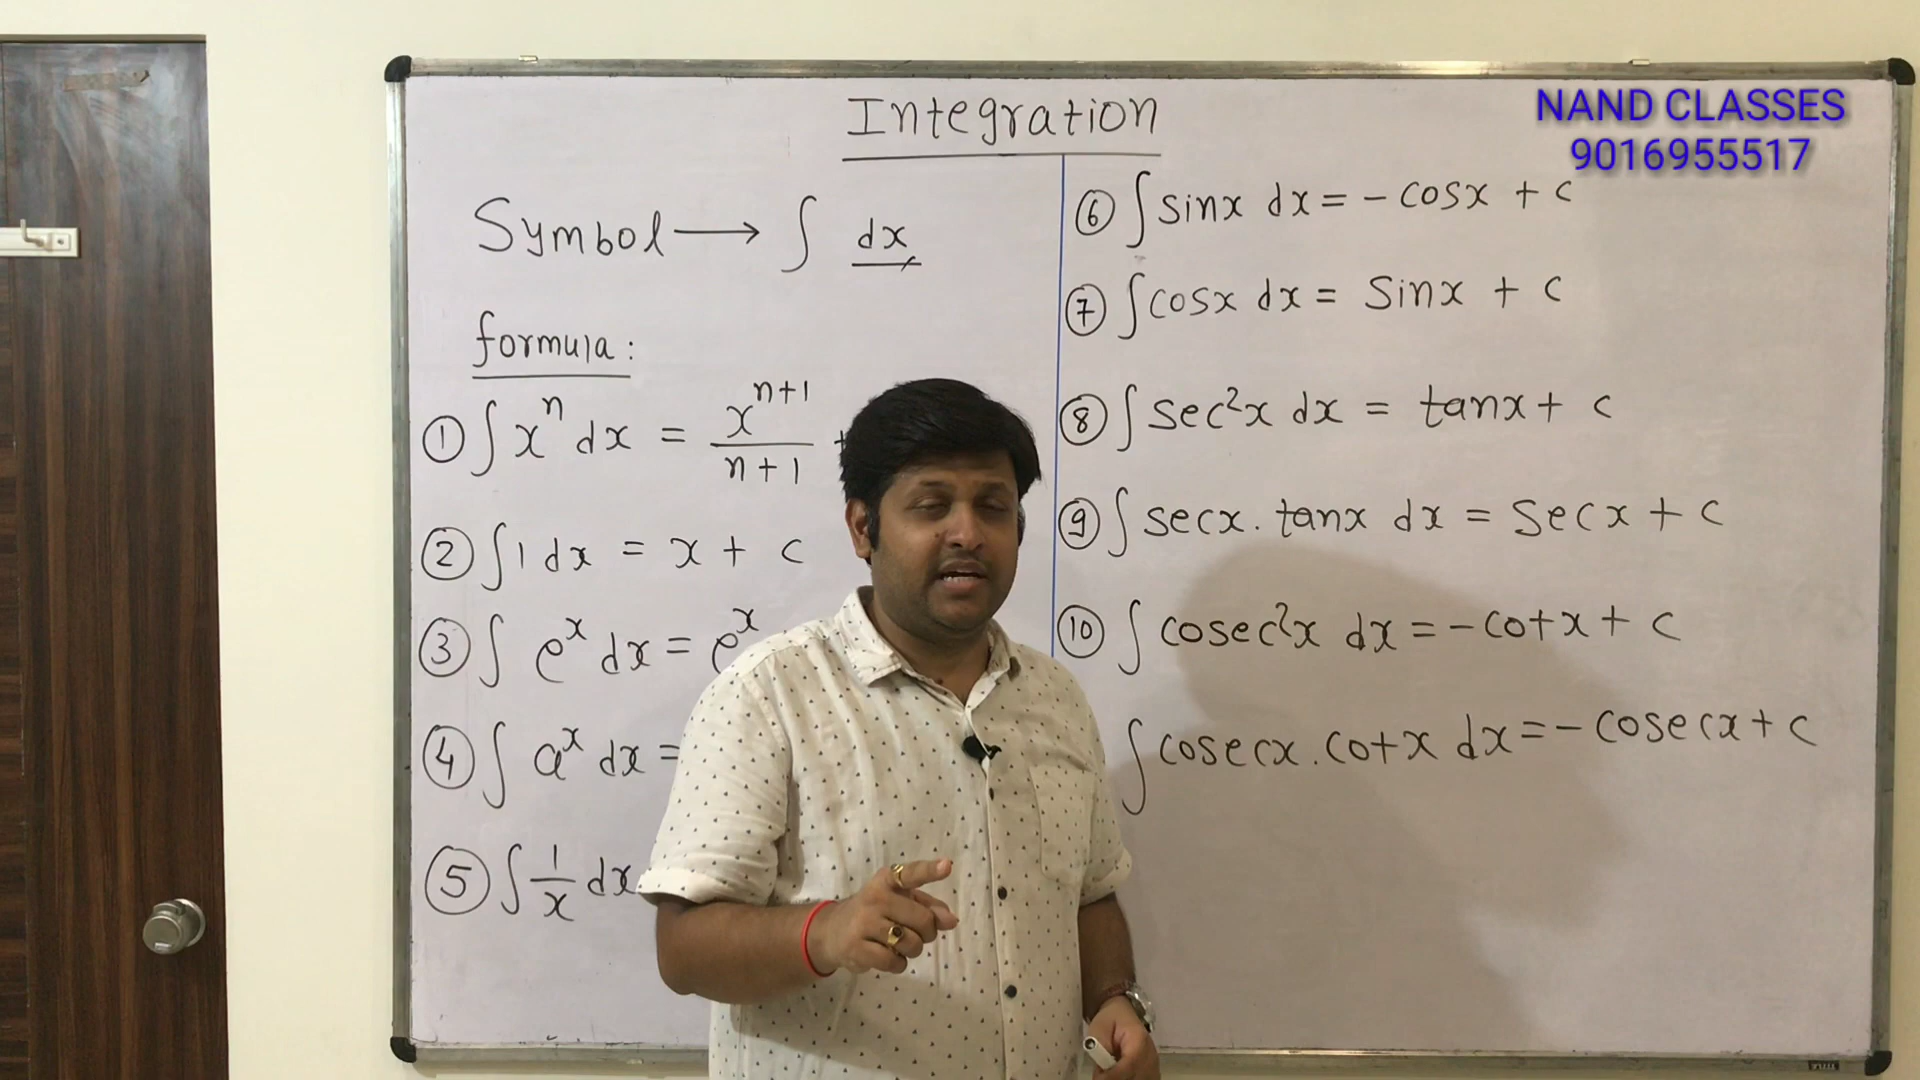 Integration
NAND CLASSES
9016955517
Symbol → ∫ dx
formula:
① ∫ xⁿ dx = xⁿ⁺¹ / n+1 +
② ∫ 1 dx = x + c
③ ∫ eˣ dx = eˣ
④ ∫ aˣ dx =
⑤ ∫ 1/x dx
⑥ ∫ sinx dx = - cosx + c
⑦ ∫ cosx dx = sinx + c
⑧ ∫ sec²x dx = tanx + c
⑨ ∫ secx . tanx dx = secx + c
⑩ ∫ cosec²x dx = - cotx + c
∫ cosecx . cotx dx = - cosecx + c